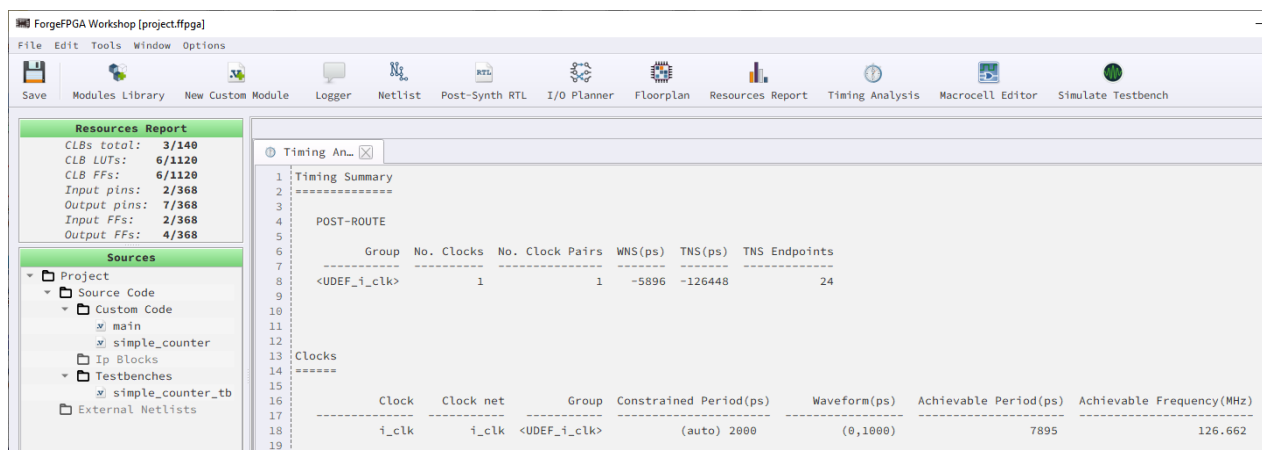 ForgeFPGA Workshop [project.ffpga]
File Edit Tools Window Options
RTL
Save Modules Library New Custom Module Logger Netlist Post-Synth RTL I/O Planner Floorplan Resources Report Timing Analysis Macrocell Editor Simulate Testbench
Resources Report
CLBs total: 3/140
CLB LUTs: 6/1120
CLB FFs: 6/1120
Input pins: 2/368
Output pins: 7/368
Input FFs: 2/368
Output FFs: 4/368
Sources
Project
Source Code
Custom Code
main
simple_counter
Ip Blocks
Testbenches
simple_counter_tb
External Netlists
Timing An…
1 Timing Summary
2 ==============
3
4 POST-ROUTE
5
6 Group No. Clocks No. Clock Pairs WNS(ps) TNS(ps) TNS Endpoints
7 ----------- ---------- --------------- ------- ------- -------------
8 <UDEF_i_clk> 1 1 -5896 -126448 24
9
10
11
12
13 Clocks
14 ======
15
16 Clock Clock net Group Constrained Period(ps) Waveform(ps) Achievable Period(ps) Achievable Frequency(MHz)
17 -------------- ----------- ----------- ---------------------- --------------- --------------------- -------------------------
18 i_clk i_clk <UDEF_i_clk> (auto) 2000 (0,1000) 7895 126.662
19